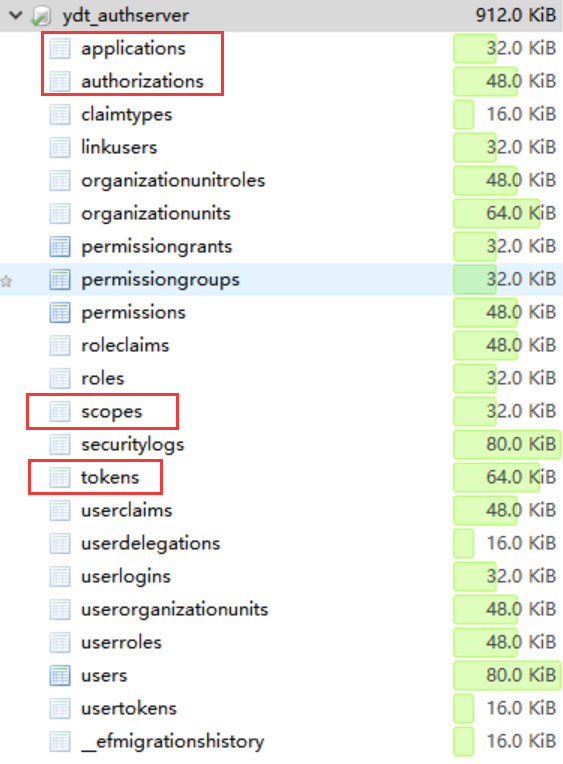 ydt_authserver 912.0 KiB
applications 32.0 KiB
authorizations 48.0 KiB
claimtypes 16.0 KiB
linkusers 32.0 KiB
organizationunitroles 48.0 KiB
organizationunits 64.0 KiB
permissiongrants 32.0 KiB
permissiongroups 32.0 KiB
permissions 48.0 KiB
roleclaims 48.0 KiB
roles 32.0 KiB
scopes 32.0 KiB
securitylogs 80.0 KiB
tokens 64.0 KiB
userclaims 48.0 KiB
userdelegations 16.0 KiB
userlogins 32.0 KiB
userorganizationunits 48.0 KiB
userroles 48.0 KiB
users 80.0 KiB
usertokens 16.0 KiB
__efmigrationshistory 16.0 KiB